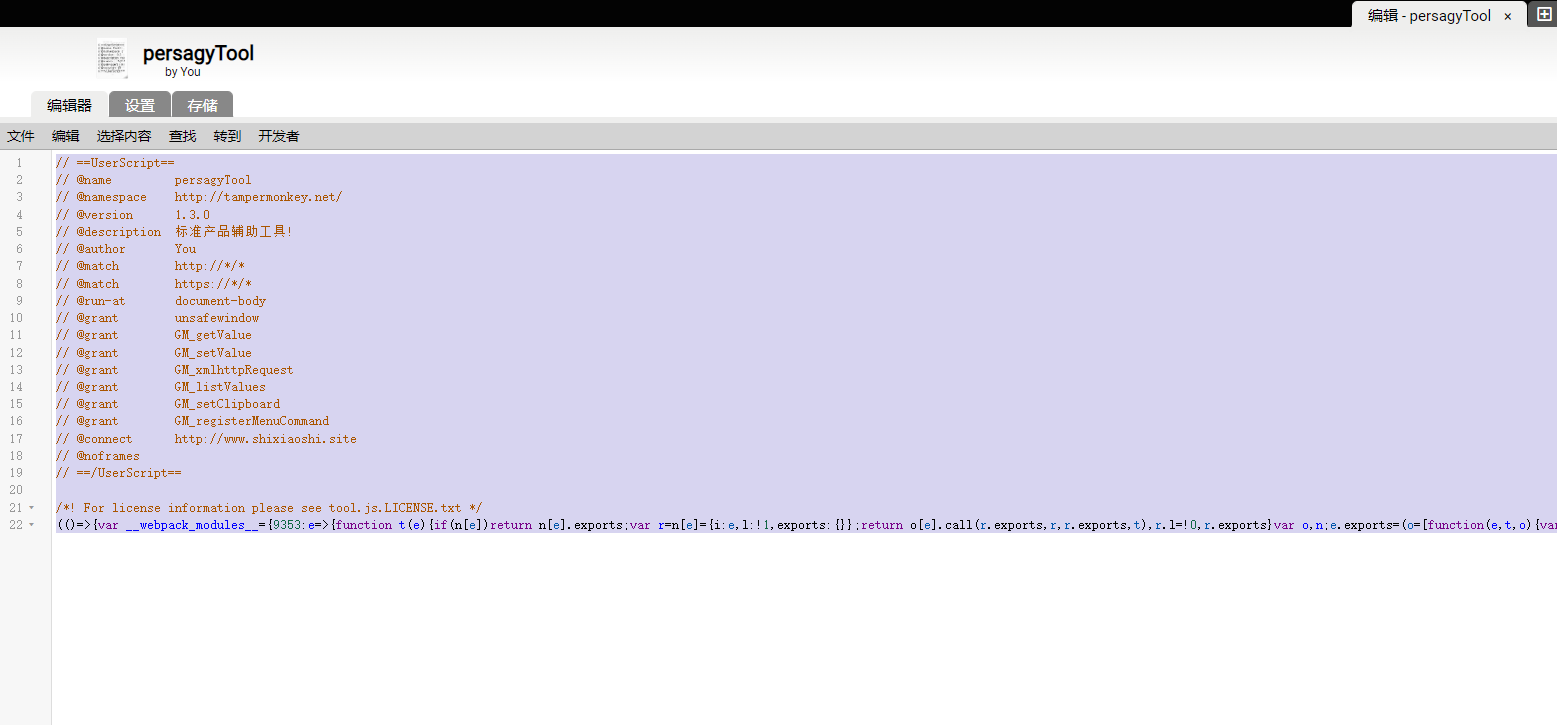 编辑 - persagyTool ×
persagyTool
by You
编辑器 设置 存储
文件 编辑 选择内容 查找 转到 开发者
1 // ==UserScript==
2 // @name persagyTool
3 // @namespace http://tampermonkey.net/
4 // @version 1.3.0
5 // @description 标准产品辅助工具!
6 // @author You
7 // @match http://*/*
8 // @match https://*/*
9 // @run-at document-body
10 // @grant unsafewindow
11 // @grant GM_getValue
12 // @grant GM_setValue
13 // @grant GM_xmlhttpRequest
14 // @grant GM_listValues
15 // @grant GM_setClipboard
16 // @grant GM_registerMenuCommand
17 // @connect http://www.shixiaoshi.site
18 // @noframes
19 // ==/UserScript==
20
21 /*! For license information please see tool.js.LICENSE.txt */
22 (()=>{var __webpack_modules__={9353:e=>{function t(e){if(n[e])return n[e].exports;var r=n[e]={i:e,l:!1,exports:{}};return o[e].call(r.exports,r,r.exports,t),r.l=!0,r.exports}var o,n;e.exports=(o=[function(e,t,o){var